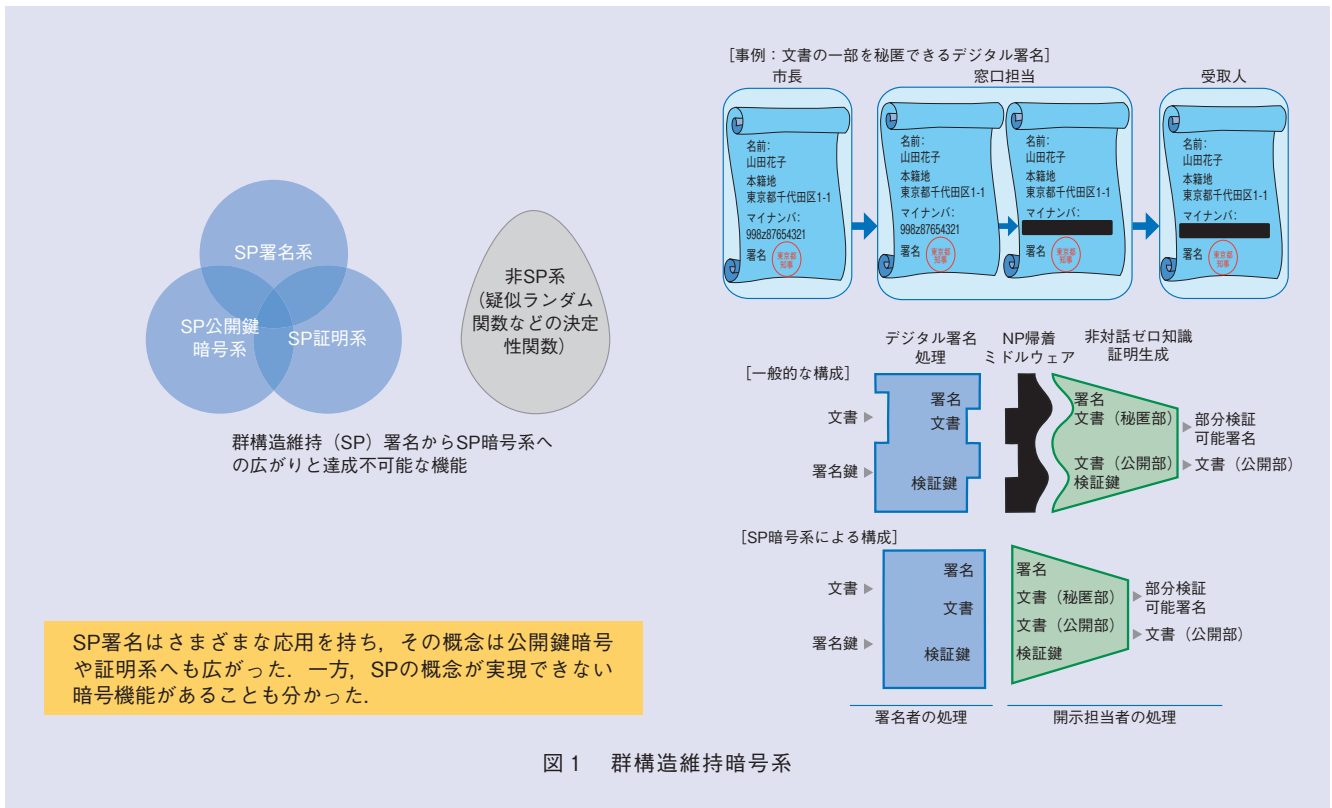 SP署名系
SP公開鍵
暗号系
SP証明系
非SP系
(疑似ランダム
関数などの決定
性関数)
群構造維持（SP）署名からSP暗号系へ
の広がりと達成不可能な機能
SP署名はさまざまな応用を持ち，その概念は公開鍵暗号
や証明系へも広がった．一方，SPの概念が実現できない
暗号機能があることも分かった．
[事例：文書の一部を秘匿できるデジタル署名]
市長
窓口担当
受取人
名前：
山田花子
本籍地
東京都千代田区1-1
マイナンバ：
998z87654321
署名
東京都
知事
名前：
山田花子
本籍地
東京都千代田区1-1
マイナンバ：
998z87654321
署名
東京都
知事
名前：
山田花子
本籍地
東京都千代田区1-1
マイナンバ：
署名
東京都
知事
名前：
山田花子
本籍地
東京都千代田区1-1
マイナンバ：
署名
東京都
知事
デジタル署名
処理
NP帰着
ミドルウェア
非対話ゼロ知識
証明生成
[一般的な構成]
文書
署名鍵
署名
文書
検証鍵
署名
文書（秘匿部）
文書（公開部）
検証鍵
部分検証
可能署名
文書（公開部）
[SP暗号系による構成]
文書
署名鍵
署名
文書
検証鍵
署名
文書（秘匿部）
文書（公開部）
検証鍵
部分検証
可能署名
文書（公開部）
署名者の処理
開示担当者の処理
図1　群構造維持暗号系